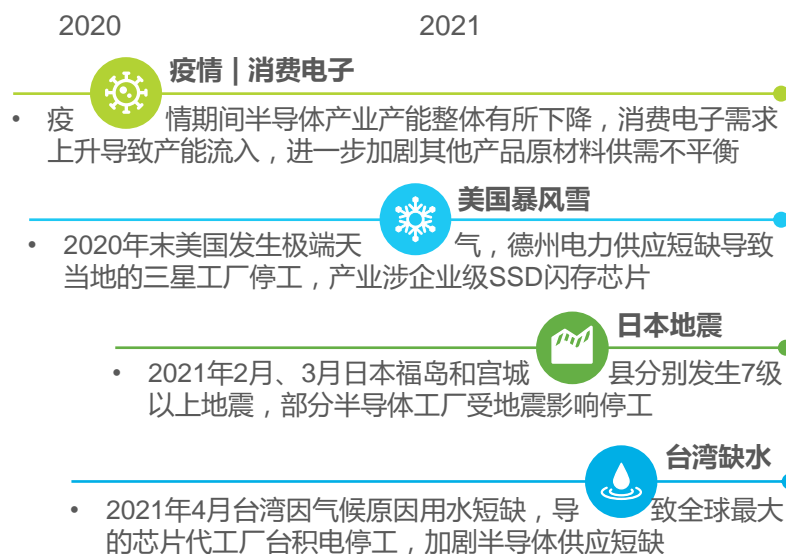 2020 2021
疫情 | 消费电子
• 疫情期间半导体产业产能整体有所下降，消费电子需求
上升导致产能流入，进一步加剧其他产品原材料供需不平衡
美国暴风雪
• 2020年末美国发生极端天气，德州电力供应短缺导致
当地的三星工厂停工，产业涉企业级SSD闪存芯片
日本地震
• 2021年2月、3月日本福岛和宫城县分别发生7级
以上地震，部分半导体工厂受地震影响停工
台湾缺水
• 2021年4月台湾因气候原因用水短缺，导致全球最大
的芯片代工厂台积电停工，加剧半导体供应短缺